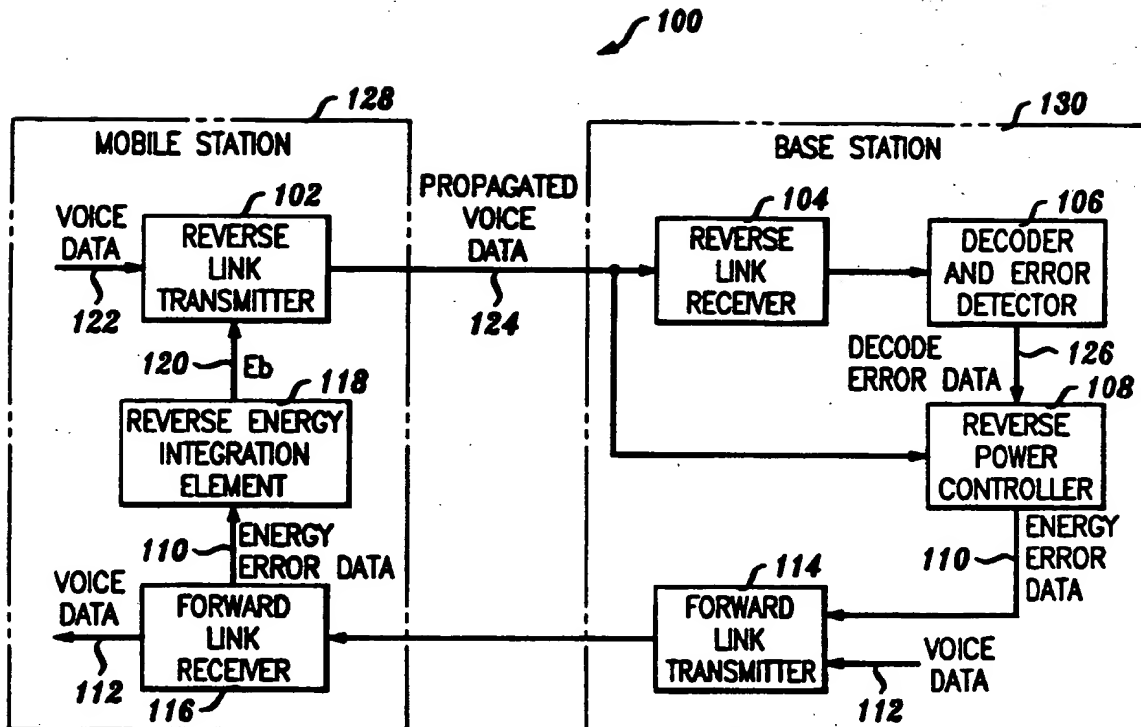 100
128
MOBILE STATION
130
BASE STATION
VOICE
DATA
122
102
REVERSE
LINK
TRANSMITTER
PROPAGATED
VOICE
DATA
124
104
REVERSE
LINK
RECEIVER
106
DECODER
AND ERROR
DETECTOR
120
Eb
118
REVERSE ENERGY
INTEGRATION
ELEMENT
DECODE
ERROR DATA
126
108
REVERSE
POWER
CONTROLLER
110
ENERGY
ERROR DATA
110
ENERGY
ERROR
DATA
VOICE
DATA
112
FORWARD
LINK
RECEIVER
116
114
FORWARD
LINK
TRANSMITTER
VOICE
DATA
112